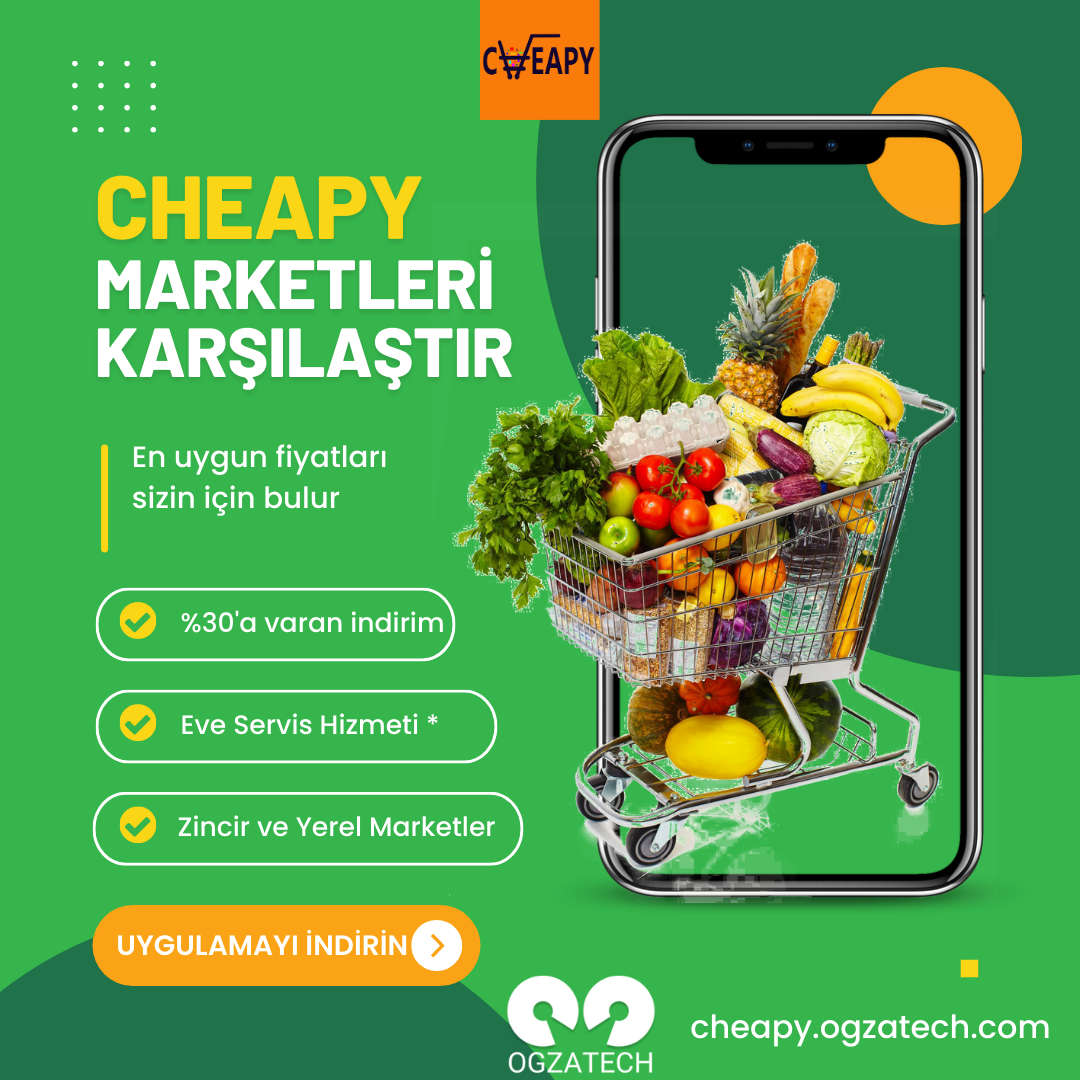 CHEAPY
CHEAPY
MARKETLERİ
KARŞILAŞTIR
En uygun fiyatları
sizin için bulur
%30'a varan indirim
Eve Servis Hizmeti *
Zincir ve Yerel Marketler
UYGULAMAYI İNDİRİN
OGZATECH
cheapy.ogzatech.com